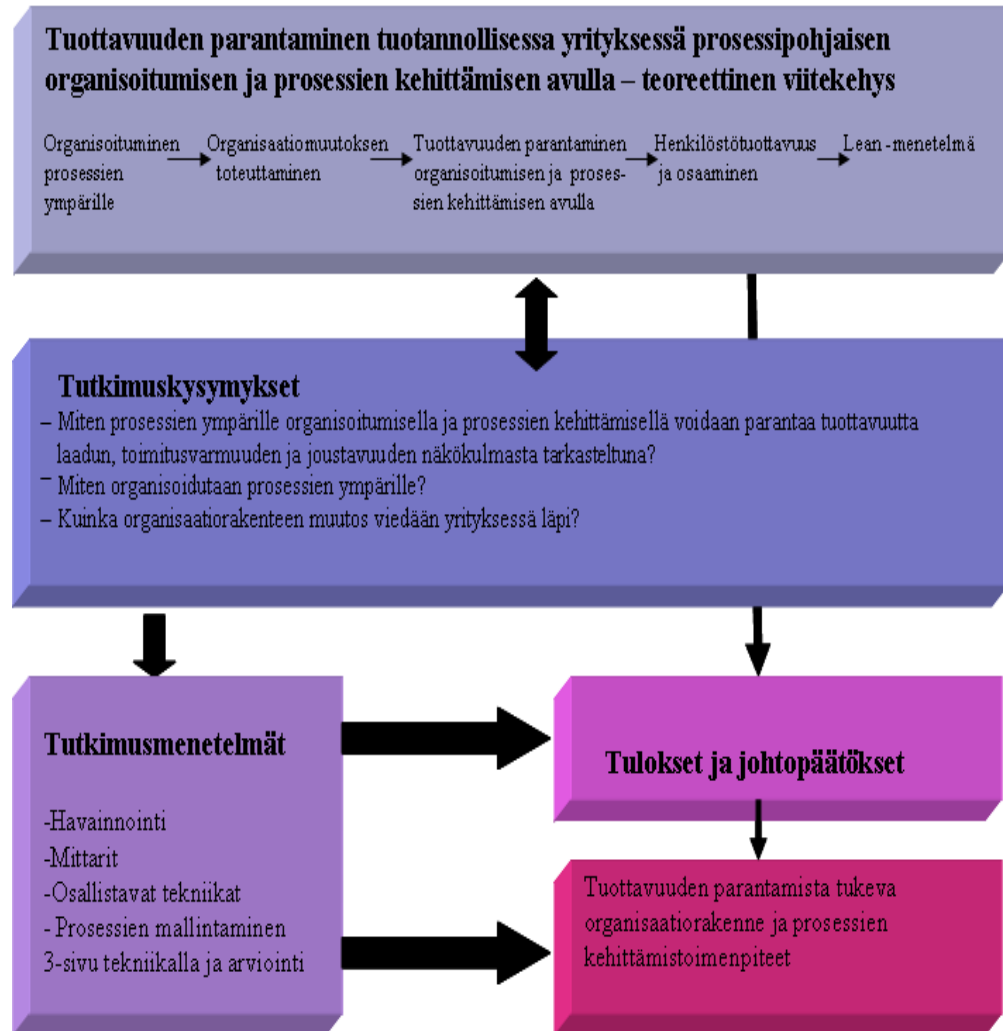 Tuottavuuden parantaminen tuotannollisessa yrityksessä prosessipohjaisen
organisoitumisen ja prosessien kehittämisen avulla – teoreettinen viitekehys
Organisoituminen
prosessien
ympärille
Organisaatiomuutoksen
toteuttaminen
Tuottavuuden parantaminen
organisoitumisen ja proses-
sien kehittämisen avulla
Henkilöstötuottavuus
ja osaaminen
Lean -menetelmä
Tutkimuskysymykset
– Miten prosessien ympärille organisoitumisella ja prosessien kehittämisellä voidaan parantaa tuottavuutta
laadun, toimitusvarmuuden ja joustavuuden näkökulmasta tarkasteltuna?
– Miten organisoidutaan prosessien ympärille?
– Kuinka organisaatiorakenteen muutos viedään yrityksessä läpi?
Tutkimusmenetelmät
-Havainnointi
-Mittarit
-Osallistavat tekniikat
- Prosessien mallintaminen
3-sivu tekniikalla ja arviointi
Tulokset ja johtopäätökset
Tuottavuuden parantamista tukeva
organisaatiorakenne ja prosessien
kehittämistoimenpiteet